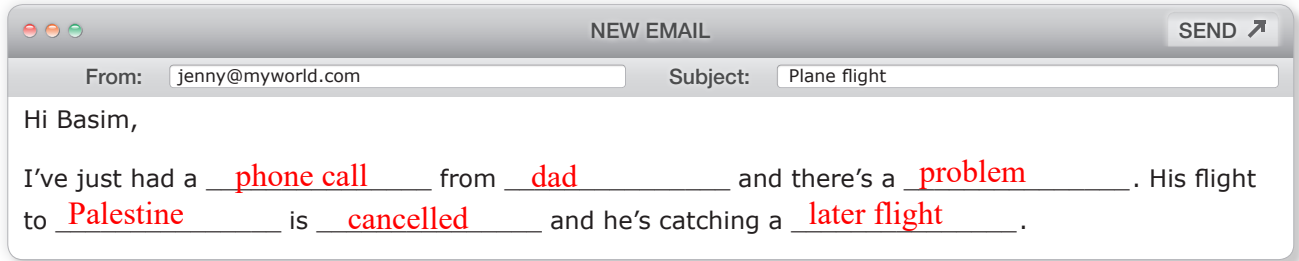 NEW EMAIL SEND
From: jenny@myworld.com Subject: Plane flight
Hi Basim,
I've just had a phone call from dad and there's a problem. His flight
to Palestine is cancelled and he's catching a later flight.